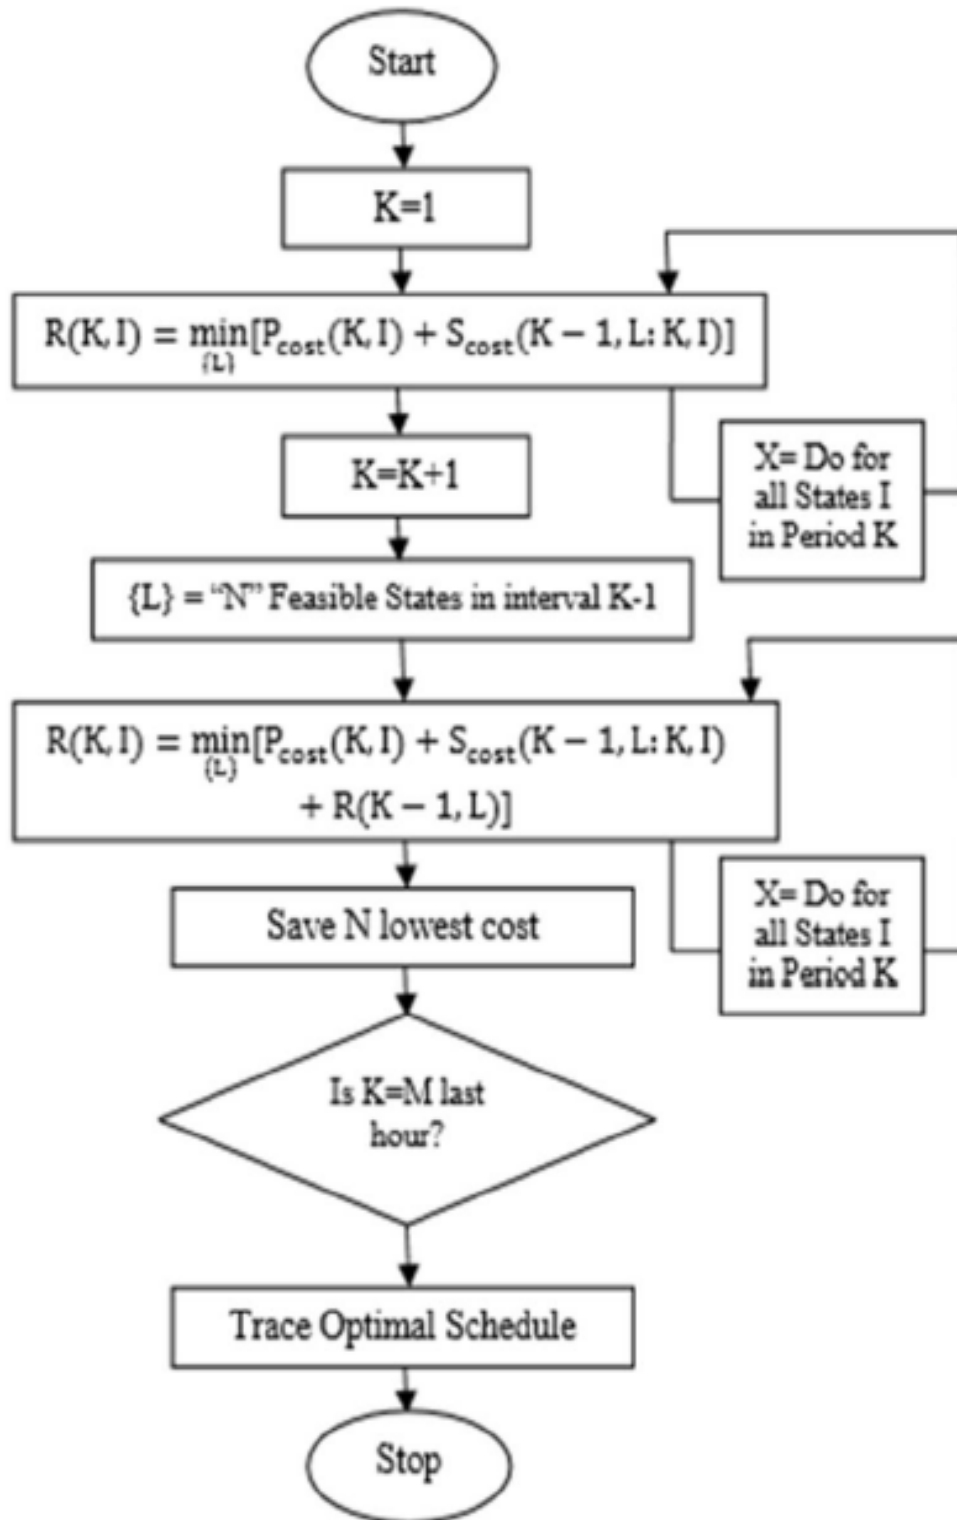 Start
K=1
R(K,I) = min[P_cost(K,I) + S_cost(K − 1, L: K, I)]
{L}
K=K+1
X= Do for
all States I
in Period K
{L} = “N” Feasible States in interval K-1
R(K,I) = min[P_cost(K,I) + S_cost(K − 1, L: K, I)
{L}
+ R(K − 1, L)]
Save N lowest cost
X= Do for
all States I
in Period K
Is K=M last
hour?
Trace Optimal Schedule
Stop